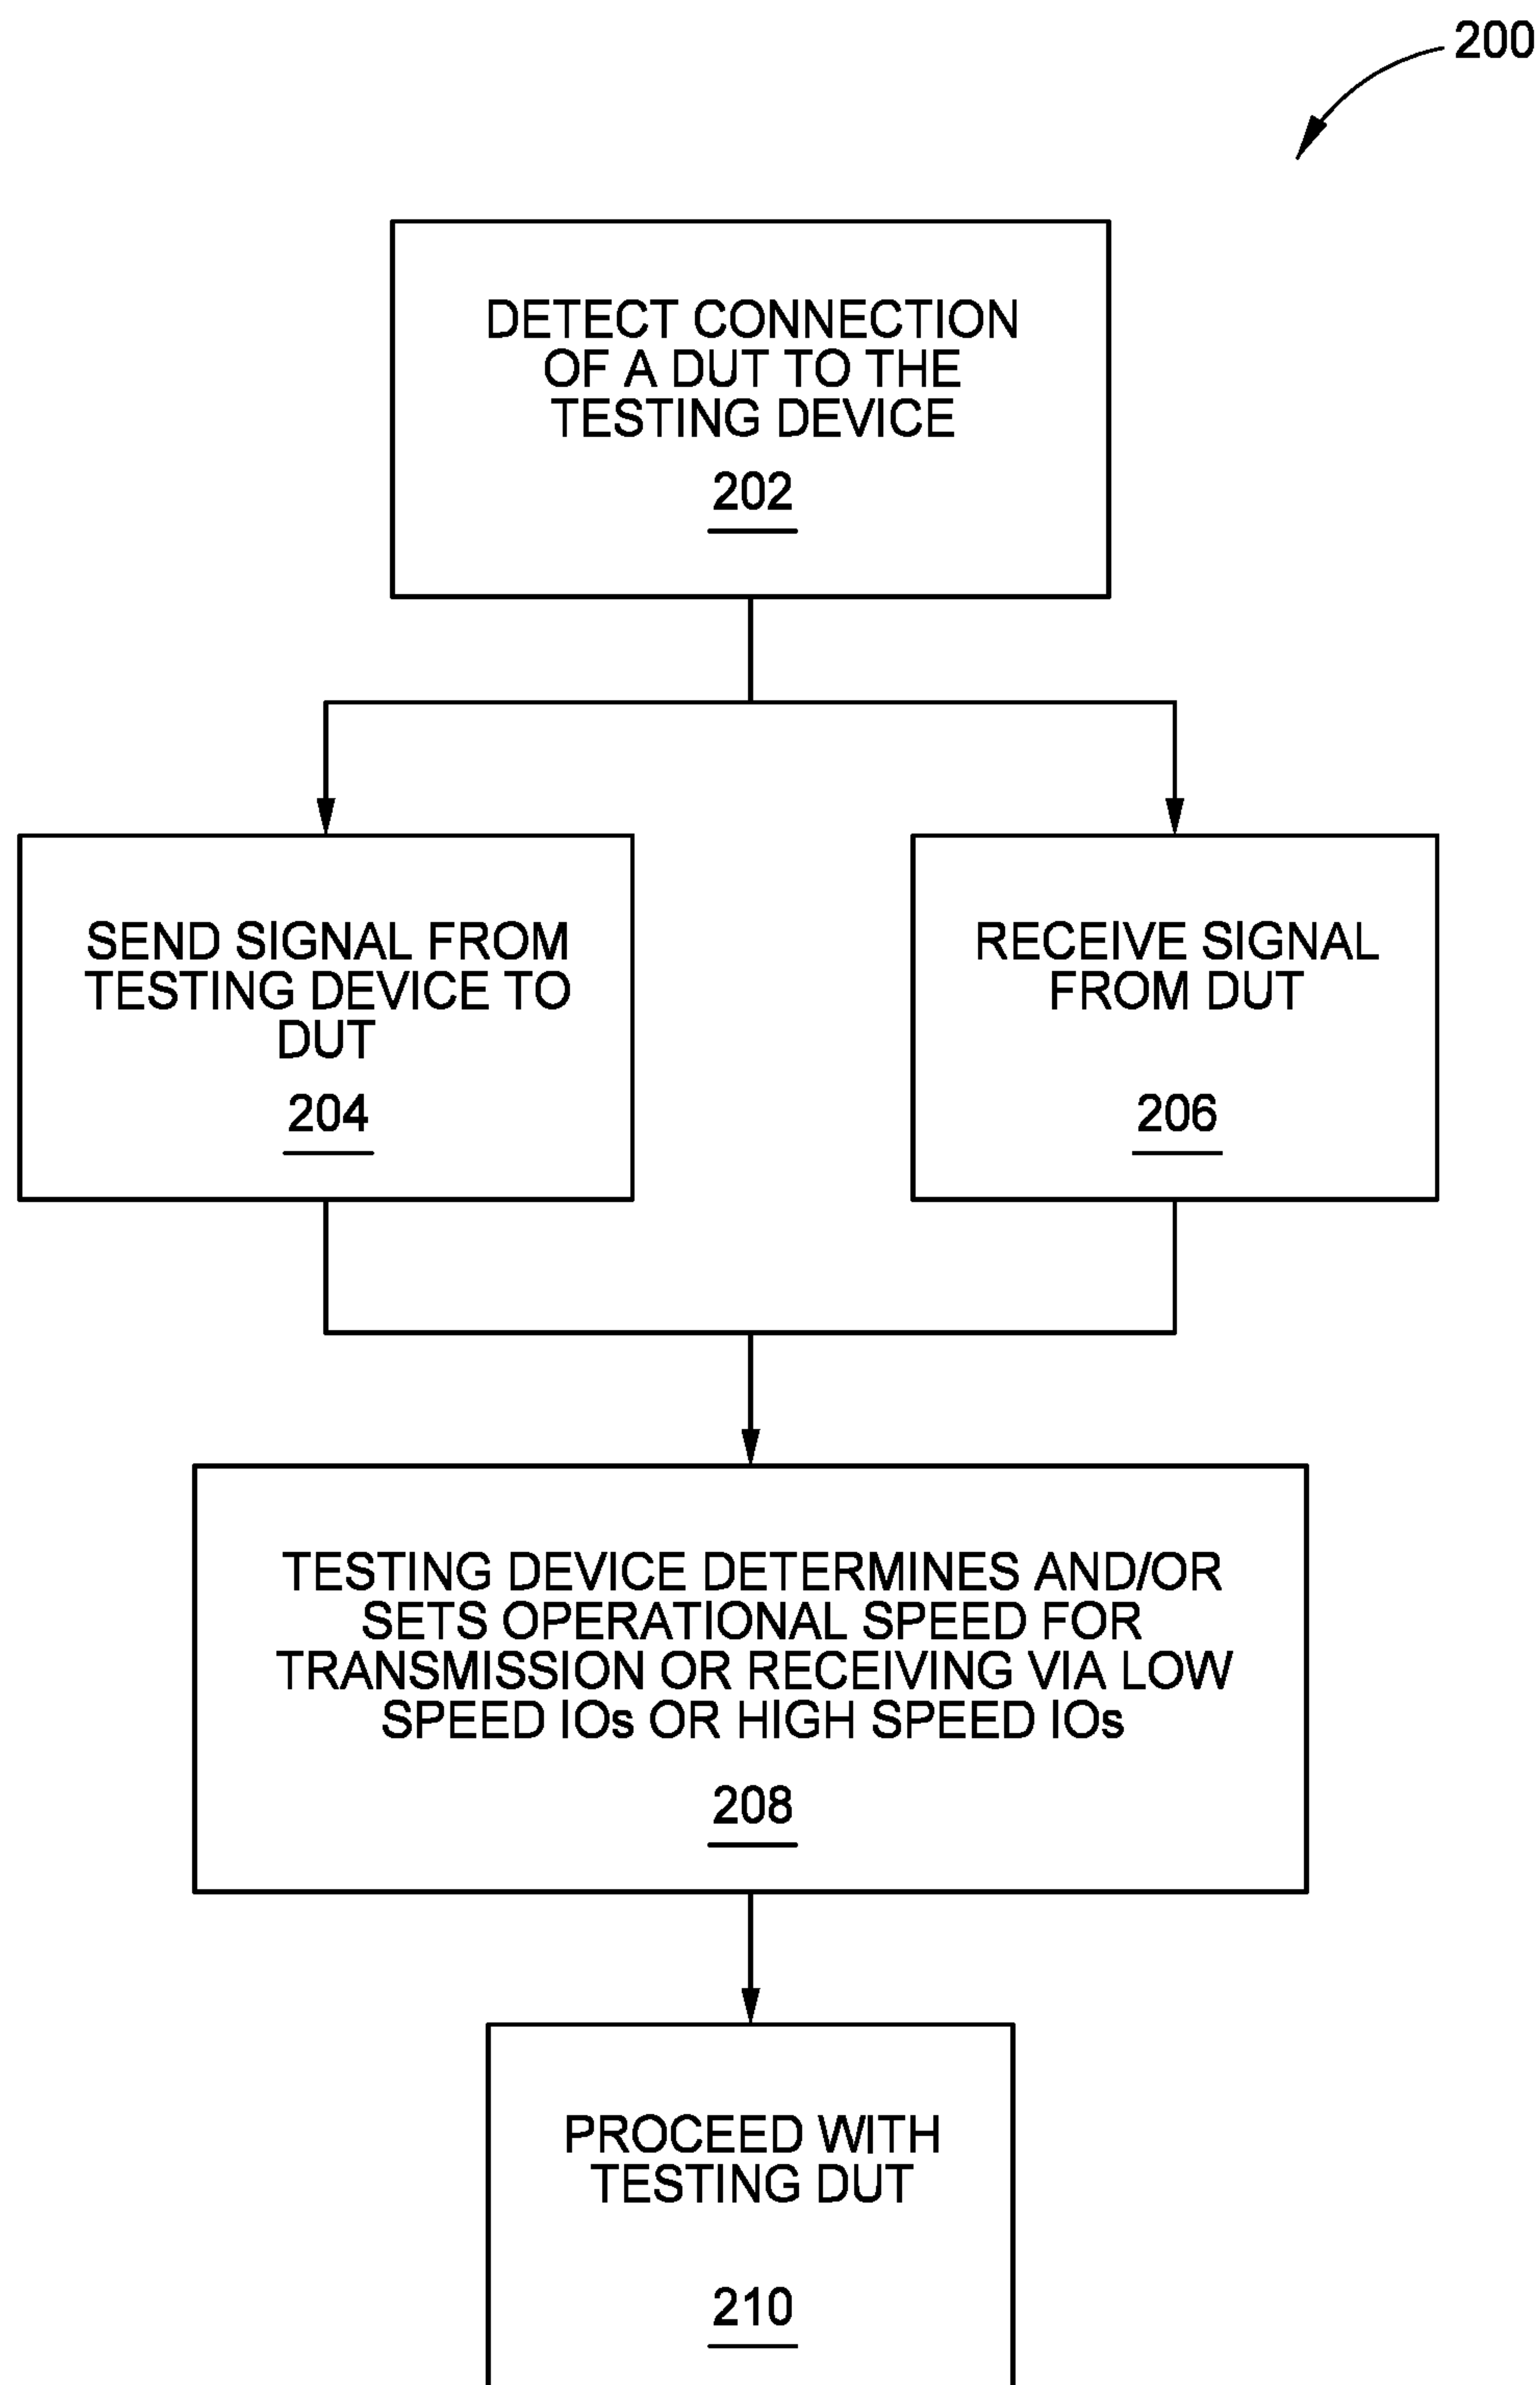 200
DETECT CONNECTION
OF A DUT TO THE
TESTING DEVICE
202
SEND SIGNAL FROM
TESTING DEVICE TO
DUT
204
RECEIVE SIGNAL
FROM DUT
206
TESTING DEVICE DETERMINES AND/OR
SETS OPERATIONAL SPEED FOR
TRANSMISSION OR RECEIVING VIA LOW
SPEED IOs OR HIGH SPEED IOs
208
PROCEED WITH
TESTING DUT
210